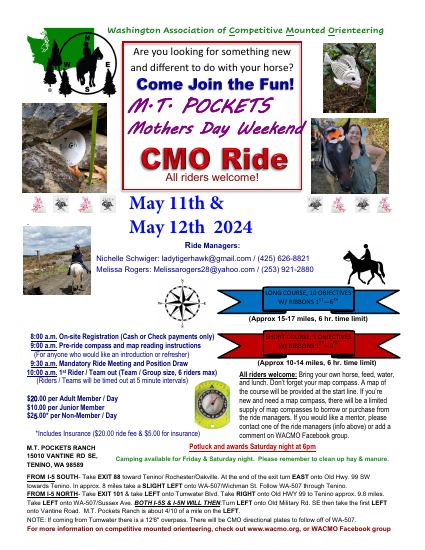 Washington Association of Competitive Mounted Orienteering
N
W
E
S
Are you looking for something new
and different to do with your horse?
Come Join the Fun!
M.T. POCKETS
Mothers Day Weekend
CMO Ride
All riders welcome!
May 11th &
May 12th 2024
Ride Managers:
Nichelle Schwiger: ladytigerhawk@gmail.com / (425) 626-8821
Melissa Rogers: Melissarogers28@yahoo.com / (253) 921-2880
LONG COURSE, 10 OBJECTIVES
W/ RIBBONS 1ST–6TH
(Approx 15-17 miles, 6 hr. time limit)
SHORT COURSE, 5 OBJECTIVES
W/ RIBBONS 1ST–6TH
(Approx 10-14 miles, 6 hr. time limit)
8:00 a.m. On-site Registration (Cash or Check payments only)
9:00 a.m. Pre-ride compass and map reading instructions
(For anyone who would like an introduction or refresher)
9:30 a.m. Mandatory Ride Meeting and Position Draw
10:00 a.m. 1st Rider / Team out (Team / Group size, 6 riders max)
(Riders / Teams will be timed out at 5 minute intervals)
$20.00 per Adult Member / Day
$10.00 per Junior Member
$25.00* per Non-Member / Day
*Includes Insurance ($20.00 ride fee & $5.00 for insurance)
All riders welcome: Bring your own horse, feed, water,
and lunch. Don't forget your map compass. A map of
the course will be provided at the start line. If you're
new and need a map compass, there will be a limited
supply of map compasses to borrow or purchase from
the ride managers. If you would like a mentor, please
contact one of the ride managers (info above) or add a
comment on WACMO Facebook group.
M.T. POCKETS RANCH
15010 VANTINE RD SE,
TENINO, WA 98589
Potluck and awards Saturday night at 6pm
Camping available for Friday & Saturday night. Please remember to clean up hay & manure.
FROM I-5 SOUTH- Take EXIT 88 toward Tenino/ Rochester/Oakville. At the end of the exit turn EAST onto Old Hwy. 99 SW
towards Tenino. In approx. 8 miles take a SLIGHT LEFT onto WA-507/Wichman St. Follow WA-507 through Tenino.
FROM I-5 NORTH- Take EXIT 101 & take LEFT onto Tumwater Blvd. Take RIGHT onto Old HWY 99 to Tenino approx. 9.8 miles.
Take LEFT onto WA-507/Sussex Ave. BOTH I-5S & I-5N WILL THEN Turn LEFT onto Old Military Rd. SE then take the first LEFT
onto Vantine Road. M.T. Pockets Ranch is about 4/10 of a mile on the LEFT.
NOTE: If coming from Tumwater there is a 12'6" overpass. There will be CMO directional plates to follow off of WA-507.
For more information on competitive mounted orienteering, check out www.thecmo.org, or WACMO Facebook group